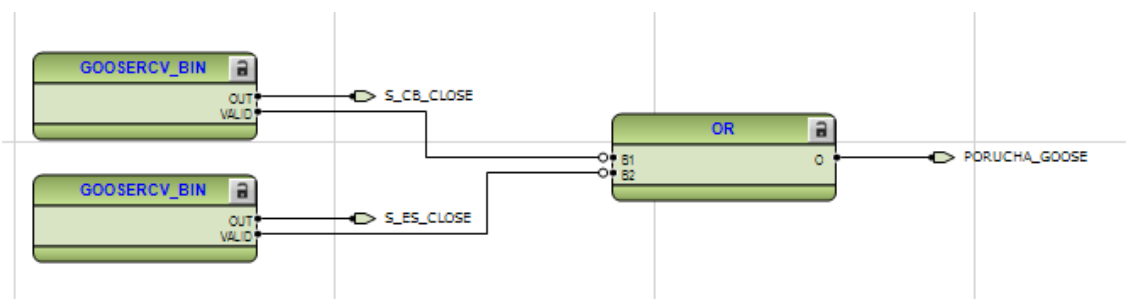 GOOSERCV_BIN
OUT
VALID
S_CB_CLOSE
OR
B1
B2
O
PORUCHA_GOOSE
GOOSERCV_BIN
OUT
VALID
S_ES_CLOSE